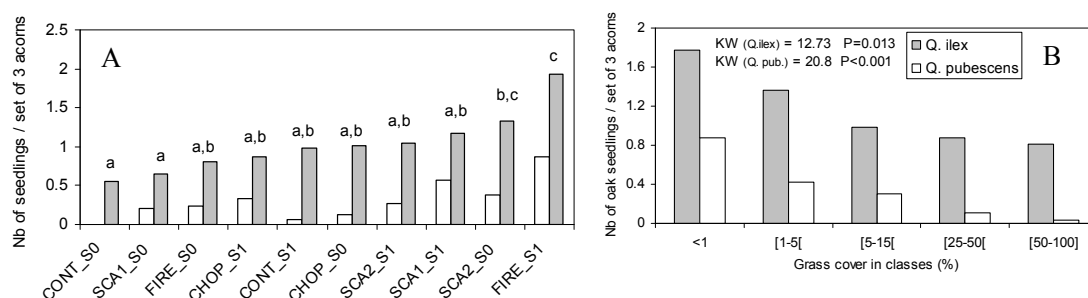 A
Nb of seedlings / set of 3 acorns
2.5
2
1.5
1
0.5
0
a
a
a,b
a,b
a,b
a,b
a,b
a,b
b,c
c
CONT_S0
SCA1_S0
FIRE_S0
CHOP_S1
CONT_S1
CHOP_S0
SCA2_S1
SCA1_S1
SCA2_S0
FIRE_S1
B
Nb of oak seedlings / set of 3 acorns
2
1.6
1.2
0.8
0.4
0
KW (Q.ilex) = 12.73 P=0.013
KW (Q. pub.) = 20.8 P<0.001
Q. ilex
Q. pubescens
<1
[1-5[
[5-15[
[25-50[
[50-100]
Grass cover in classes (%)